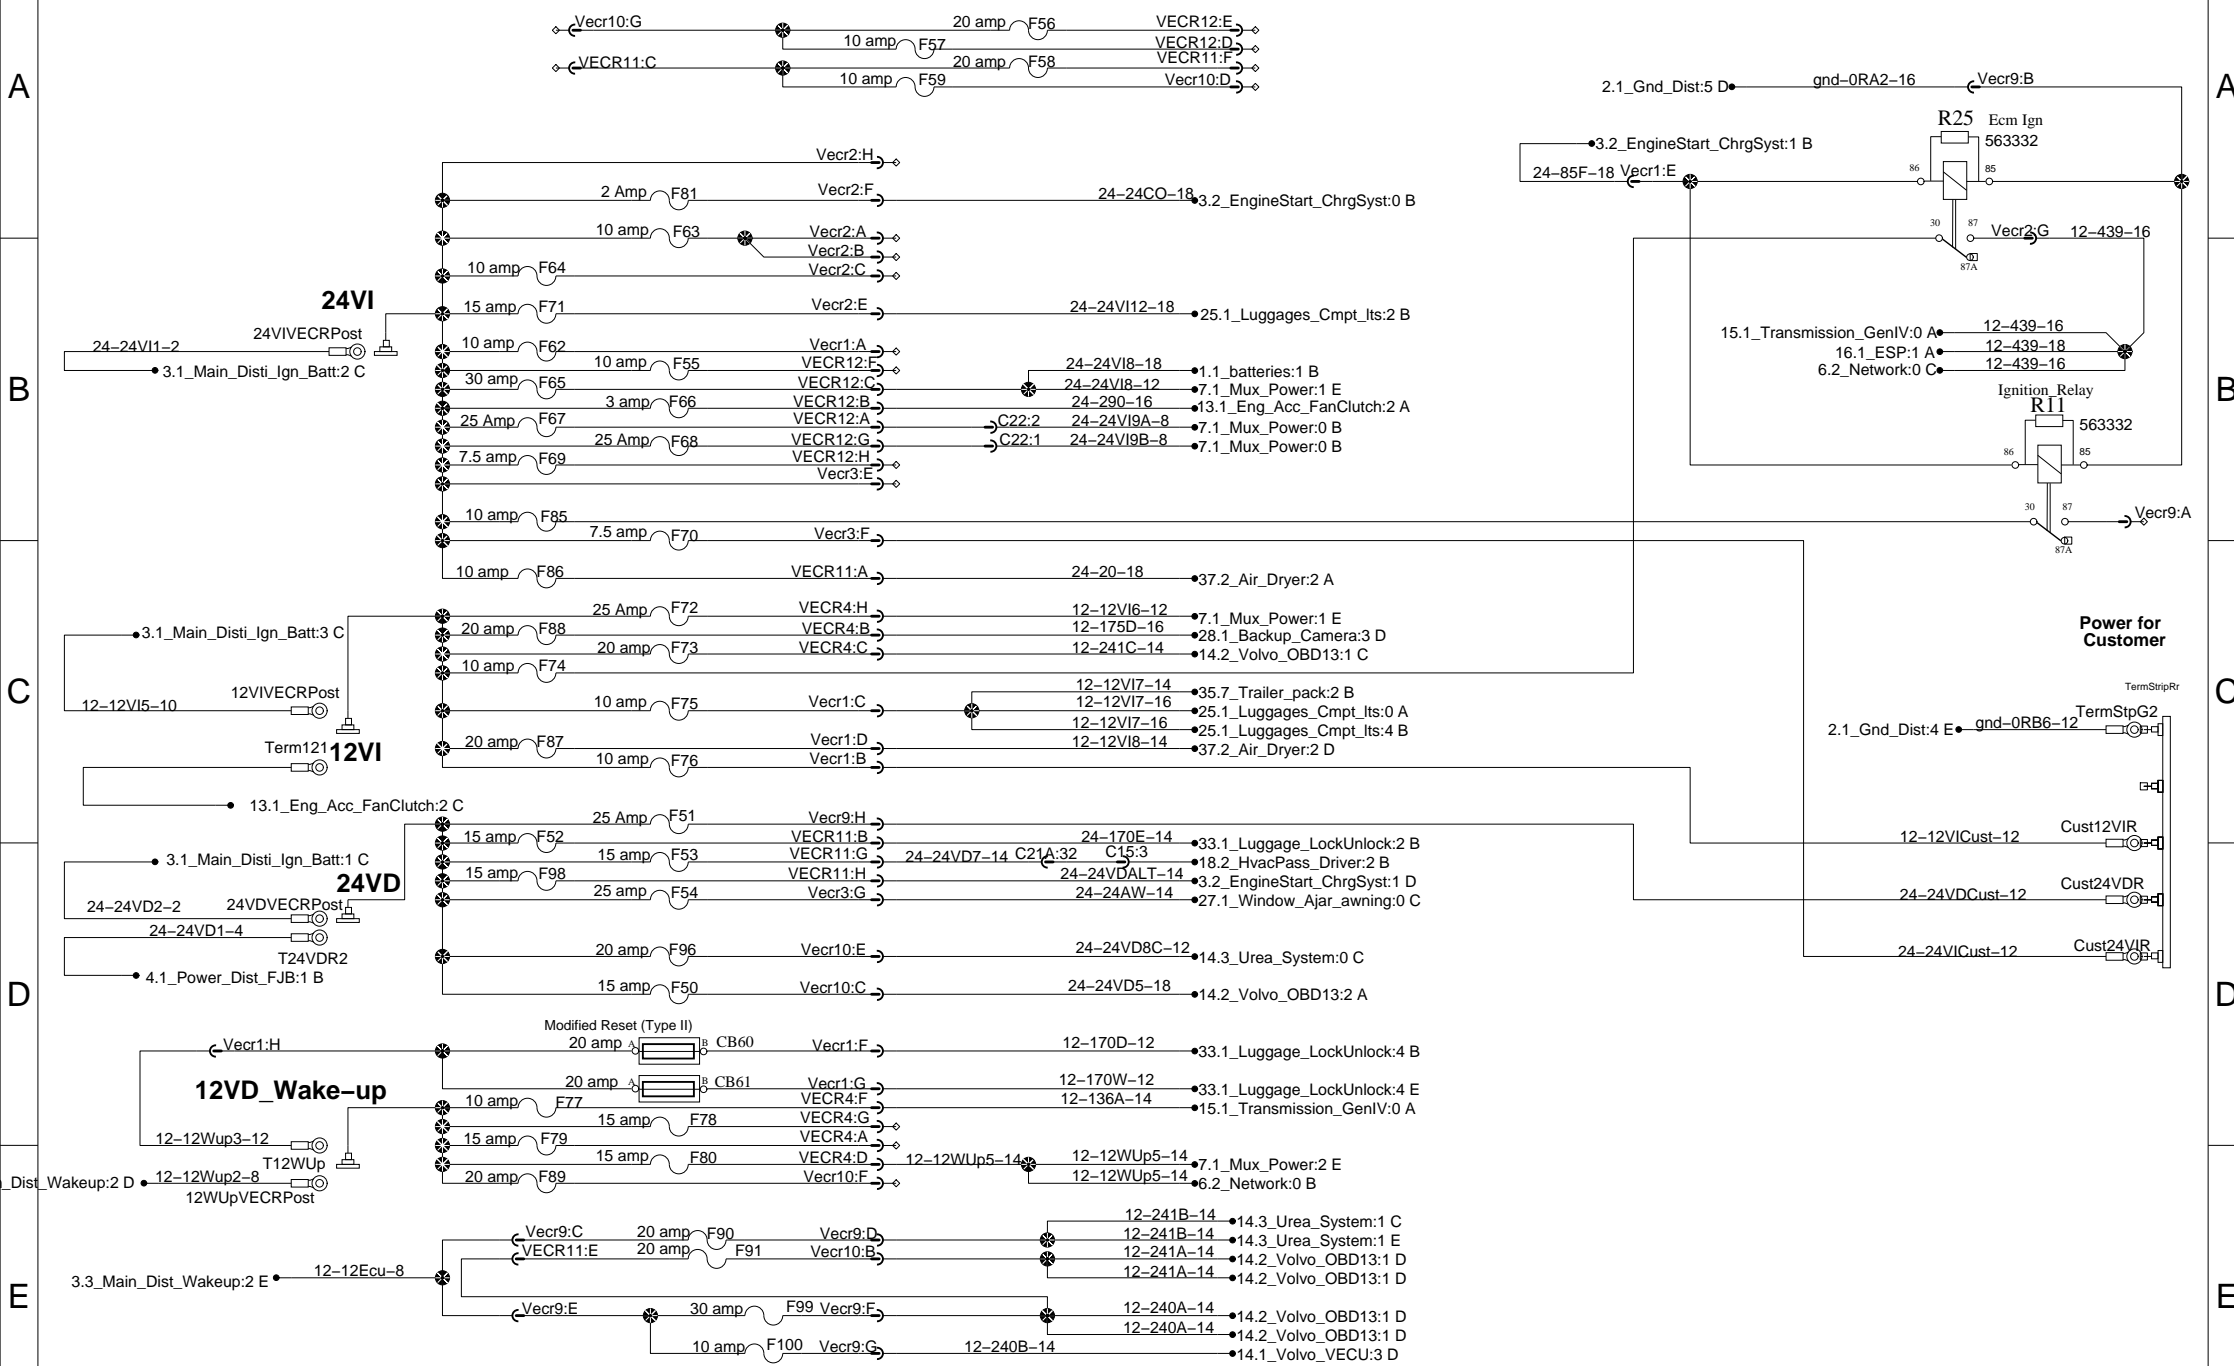 Vecr10:G 20 amp F56 VECR12:E
10 amp F57 VECR12:D
VECR11:C 20 amp F58 VECR11:F
10 amp F59 Vecr10:D
A
A
2.1_Gnd_Dist:5 D gnd-0RA2-16 Vecr9:B
R25 Ecm Ign
563332
3.2_EngineStart_ChrgSyst:1 B
24-85F-18 Vecr1:E 86 85
30 87
Vecr2:G 12-439-16
87A
Vecr2:H
2 Amp F81 Vecr2:F 24-24CO-18 3.2_EngineStart_ChrgSyst:0 B
10 amp F63 Vecr2:A
Vecr2:B
10 amp F64 Vecr2:C
24VI
15 amp F71 Vecr2:E 24-24VI12-18 25.1_Luggages_Cmpt_lts:2 B
24VIVECRPost
24-24VI1-2
3.1_Main_Disti_Ign_Batt:2 C
10 amp F62 Vecr1:A
10 amp F55 VECR12:F 24-24VI8-18 1.1_batteries:1 B
30 amp F65 VECR12:C 24-24VI8-12 7.1_Mux_Power:1 E
3 amp F66 VECR12:B 24-290-16 13.1_Eng_Acc_FanClutch:2 A
25 Amp F67 VECR12:A C22:2 24-24VI9A-8 7.1_Mux_Power:0 B
25 Amp F68 VECR12:G C22:1 24-24VI9B-8 7.1_Mux_Power:0 B
7.5 amp F69 VECR12:H
Vecr3:E
B
B
15.1_Transmission_GenIV:0 A 12-439-16
16.1_ESP:1 A 12-439-18
6.2_Network:0 C 12-439-16
Ignition_Relay
R11
563332
86 85
30 87
Vecr9:A
87A
10 amp F85
7.5 amp F70 Vecr3:F
10 amp F86 VECR11:A 24-20-18 37.2_Air_Dryer:2 A
25 Amp F72 VECR4:H 12-12VI6-12 7.1_Mux_Power:1 E
3.1_Main_Disti_Ign_Batt:3 C
20 amp F88 VECR4:B 12-175D-16 28.1_Backup_Camera:3 D
20 amp F73 VECR4:C 12-241C-14 14.2_Volvo_OBD13:1 C
10 amp F74
12VIVECRPost
12-12VI5-10
12-12VI7-14 35.7_Trailer_pack:2 B
10 amp F75 Vecr1:C 12-12VI7-16 25.1_Luggages_Cmpt_lts:0 A
12-12VI7-16 25.1_Luggages_Cmpt_lts:4 B
Term121 12VI
20 amp F87 Vecr1:D 12-12VI8-14 37.2_Air_Dryer:2 D
10 amp F76 Vecr1:B
13.1_Eng_Acc_FanClutch:2 C
C
C
Power for
Customer
TermStripRr
TermStpG2
2.1_Gnd_Dist:4 E gnd-0RB6-12
12-12VICust-12 Cust12VIR
24-24VDCust-12 Cust24VDR
24-24VICust-12 Cust24VIR
25 Amp F51 Vecr9:H
15 amp F52 VECR11:B 24-170E-14 33.1_Luggage_LockUnlock:2 B
3.1_Main_Disti_Ign_Batt:1 C
15 amp F53 VECR11:G 24-24VD7-14 C21A:32 C15:3 18.2_HvacPass_Driver:2 B
24VD
15 amp F98 VECR11:H 24-24VDALT-14 3.2_EngineStart_ChrgSyst:1 D
24-24VD2-2 24VDVECRPost
25 amp F54 Vecr3:G 24-24AW-14 27.1_Window_Ajar_awning:0 C
24-24VD1-4
T24VDR2
4.1_Power_Dist_FJB:1 B
20 amp F96 Vecr10:E 24-24VD8C-12 14.3_Urea_System:0 C
15 amp F50 Vecr10:C 24-24VD5-18 14.2_Volvo_OBD13:2 A
D
D
Modified Reset (Type II)
Vecr1:H 20 amp A B CB60 Vecr1:F 12-170D-12 33.1_Luggage_LockUnlock:4 B
12VD_Wake-up
20 amp A B CB61 Vecr1:G 12-170W-12 33.1_Luggage_LockUnlock:4 E
10 amp F77 VECR4:F 12-136A-14 15.1_Transmission_GenIV:0 A
15 amp F78 VECR4:G
12-12Wup3-12
T12WUp
15 amp F79 VECR4:A
15 amp F80 VECR4:D 12-12WUp5-14 12-12WUp5-14 7.1_Mux_Power:2 E
_Dist_Wakeup:2 D 12-12Wup2-8
12WUpVECRPost
20 amp F89 Vecr10:F 12-12WUp5-14 6.2_Network:0 B
12-241B-14 14.3_Urea_System:1 C
Vecr9:C 20 amp F90 Vecr9:D 12-241B-14 14.3_Urea_System:1 E
VECR11:E 20 amp F91 Vecr10:B 12-241A-14 14.2_Volvo_OBD13:1 D
3.3_Main_Dist_Wakeup:2 E 12-12Ecu-8 12-241A-14 14.2_Volvo_OBD13:1 D
E
E
Vecr9:E 30 amp F99 Vecr9:F 12-240A-14 14.2_Volvo_OBD13:1 D
12-240A-14 14.2_Volvo_OBD13:1 D
10 amp F100 Vecr9:G 12-240B-14 14.1_Volvo_VECU:3 D